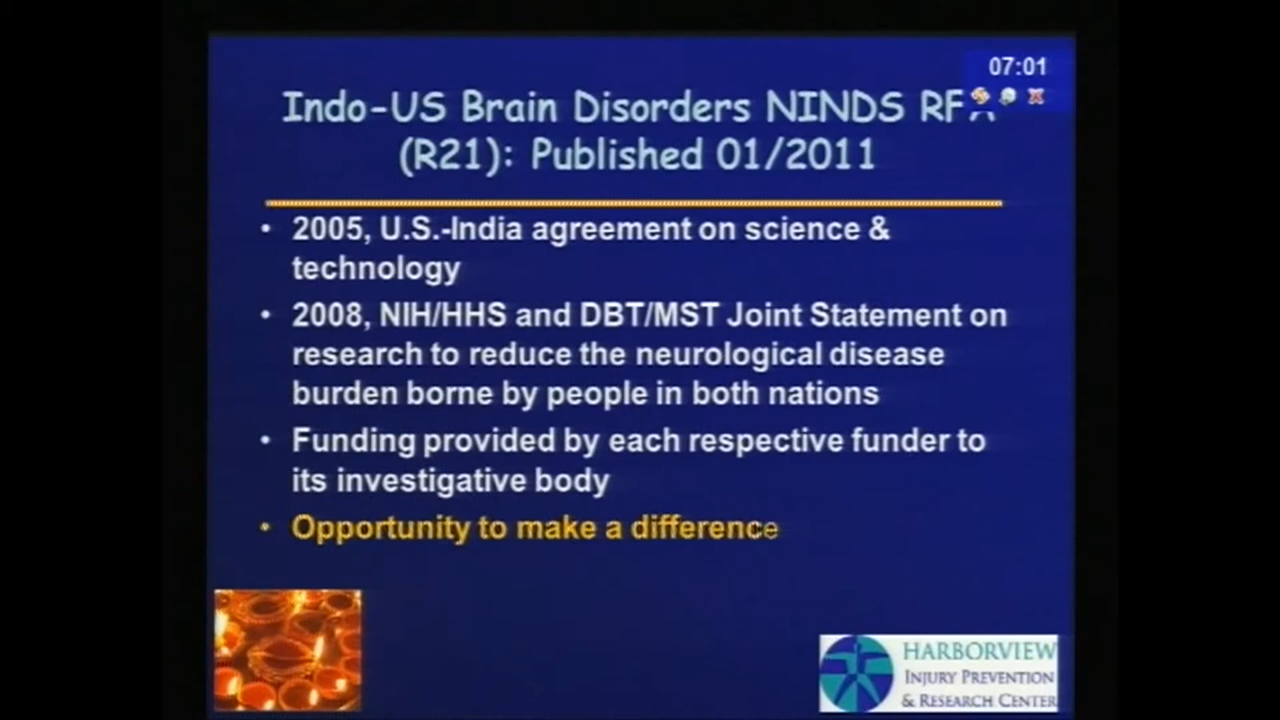 07:01
Indo-US Brain Disorders NINDS RFA
(R21): Published 01/2011
• 2005, U.S.-India agreement on science &
technology
• 2008, NIH/HHS and DBT/MST Joint Statement on
research to reduce the neurological disease
burden borne by people in both nations
• Funding provided by each respective funder to
its investigative body
• Opportunity to make a difference
HARBORVIEW
INJURY PREVENTION
& RESEARCH CENTER